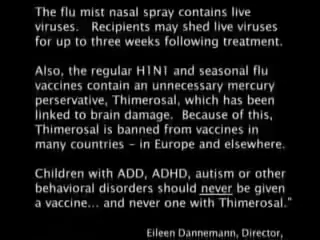 The flu mist nasal spray contains live
viruses. Recipients may shed live viruses
for up to three weeks following treatment.
Also, the regular H1N1 and seasonal flu
vaccines contain an unnecessary mercury
perservative, Thimerosal, which has been
linked to brain damage. Because of this,
Thimerosal is banned from vaccines in
many countries - in Europe and elsewhere.
Children with ADD, ADHD, autism or other
behavioral disorders should never be given
a vaccine... and never one with Thimerosal."
Eileen Dannemann, Director,